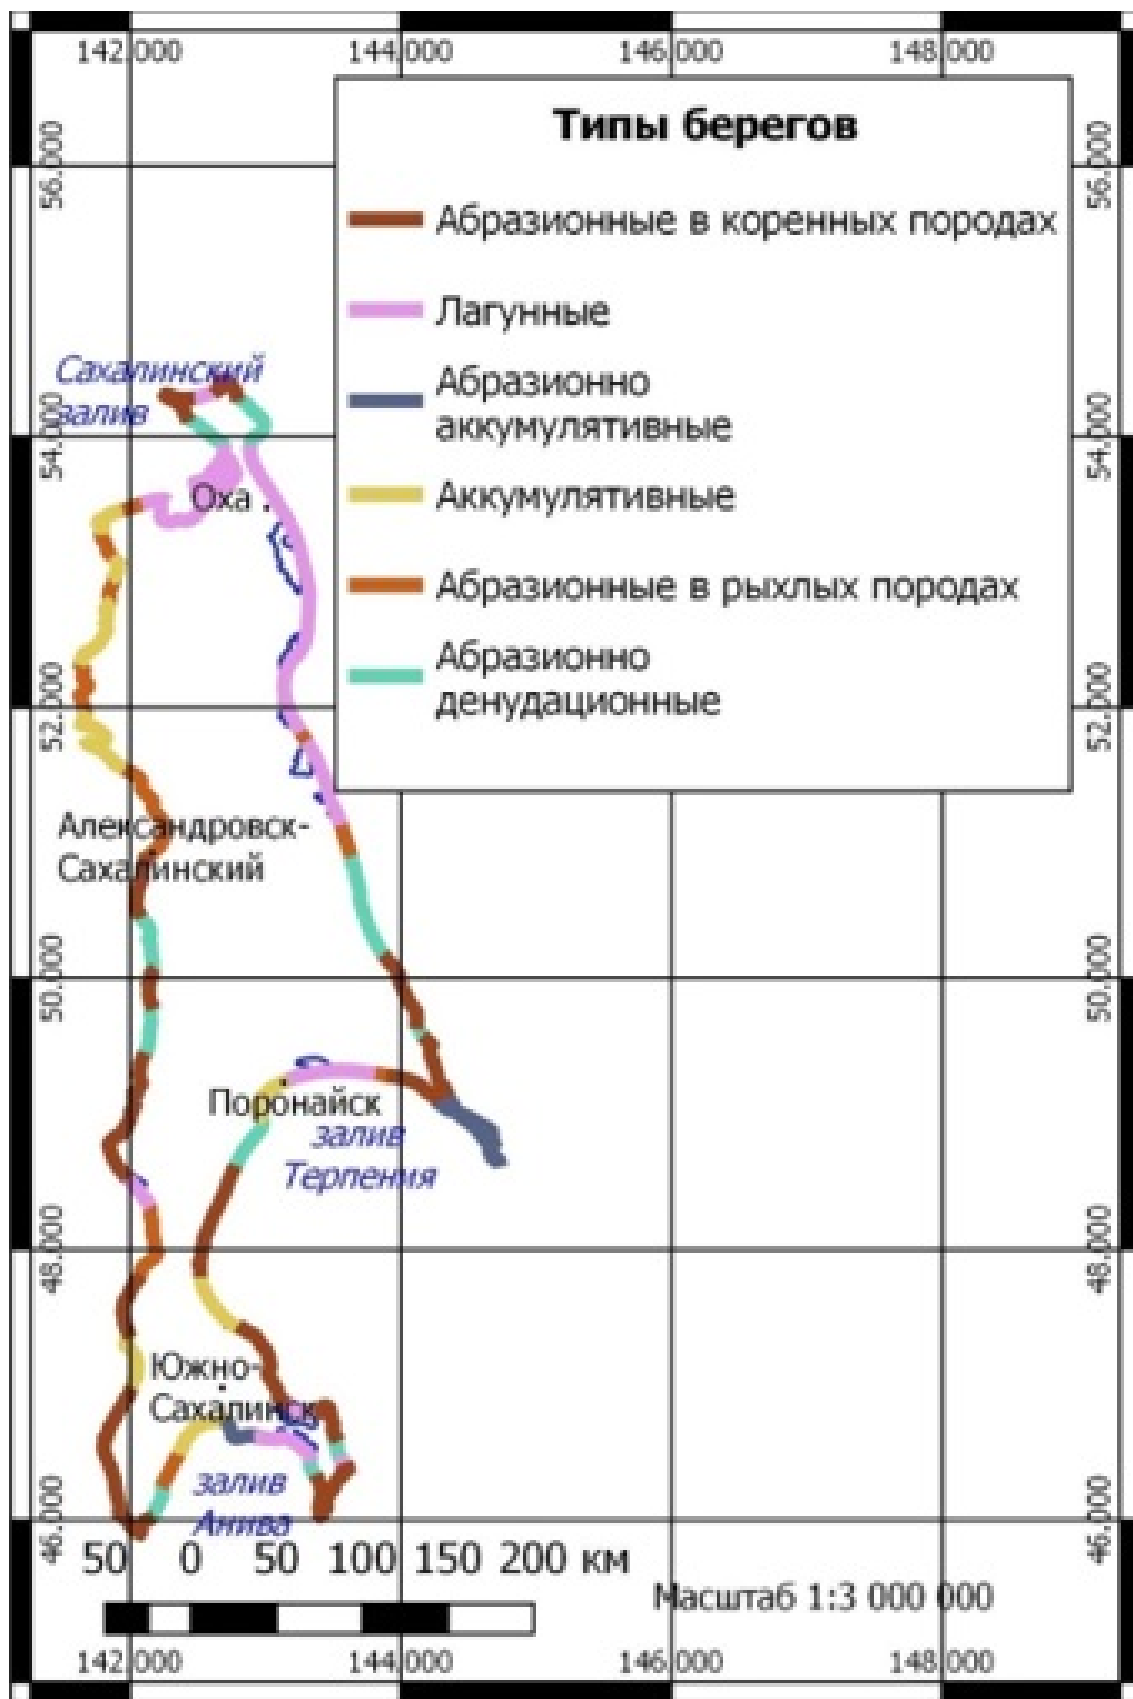 142.000 144.000 146.000 148.000
Типы берегов
56.000
56.000
Абразионные в коренных породах
Лагунные
Сахалинский
залив
Абразионно
аккумулятивные
54.000
54.000
Аккумулятивные
Оха
Абразионные в рыхлых породах
Абразионно
денудационные
52.000
52.000
Александровск-
Сахалинский
50.000
50.000
Поронайск
залив
Терпения
48.000
48.000
Южно-
Сахалинск
залив
Анива
46.000
46.000
50 0 50 100 150 200 км
Масштаб 1:3 000 000
142.000 144.000 146.000 148.000